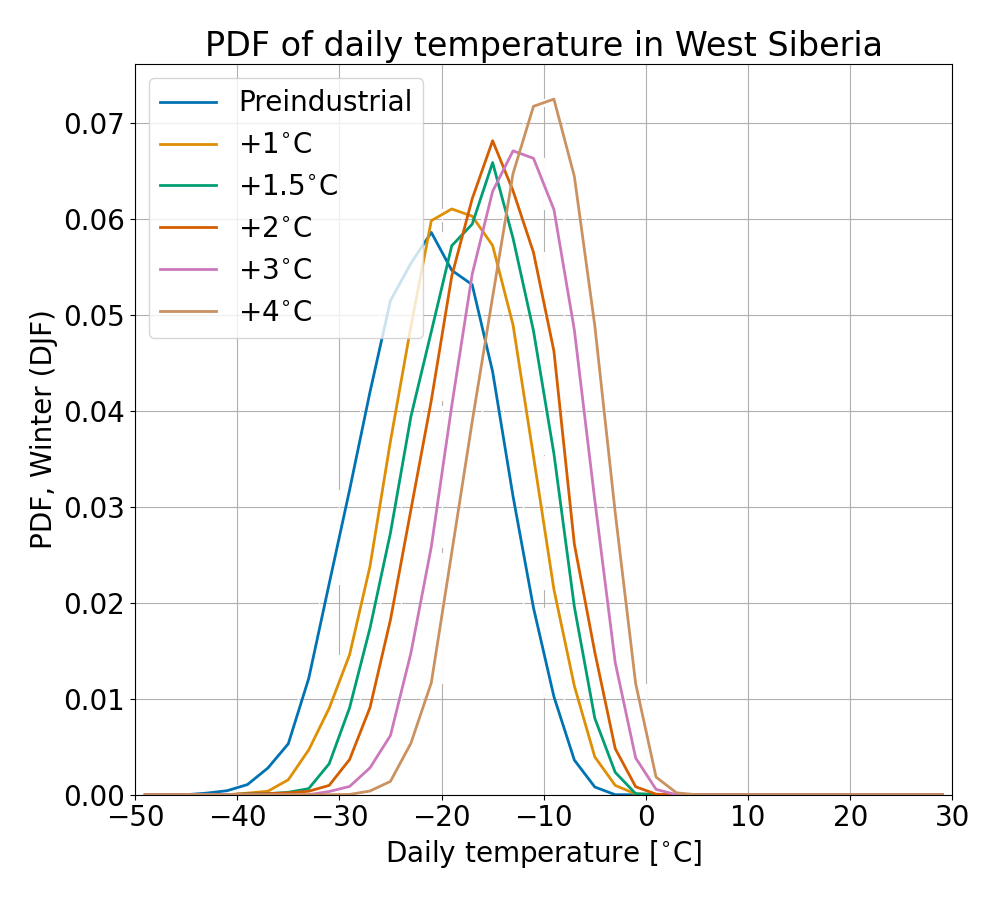 PDF of daily temperature in West Siberia
Preindustrial
+1°C
+1.5°C
+2°C
+3°C
+4°C
PDF, Winter (DJF)
0.07
0.06
0.05
0.04
0.03
0.02
0.01
0.00
−50 −40 −30 −20 −10 0 10 20 30
Daily temperature [°C]